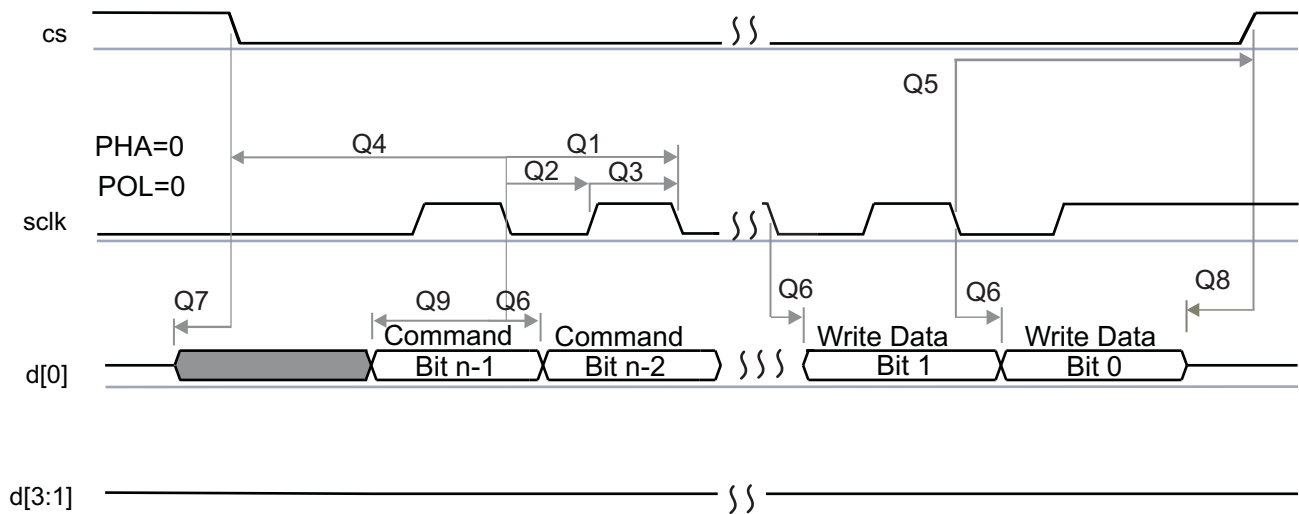 cs
Q5
PHA=0
Q4
Q1
POL=0
Q2
Q3
sclk
Q7
Q9
Q6
Q6
Q6
Q8
Command
Command
Write Data
Write Data
d[0]
Bit n-1
Bit n-2
Bit 1
Bit 0
d[3:1]